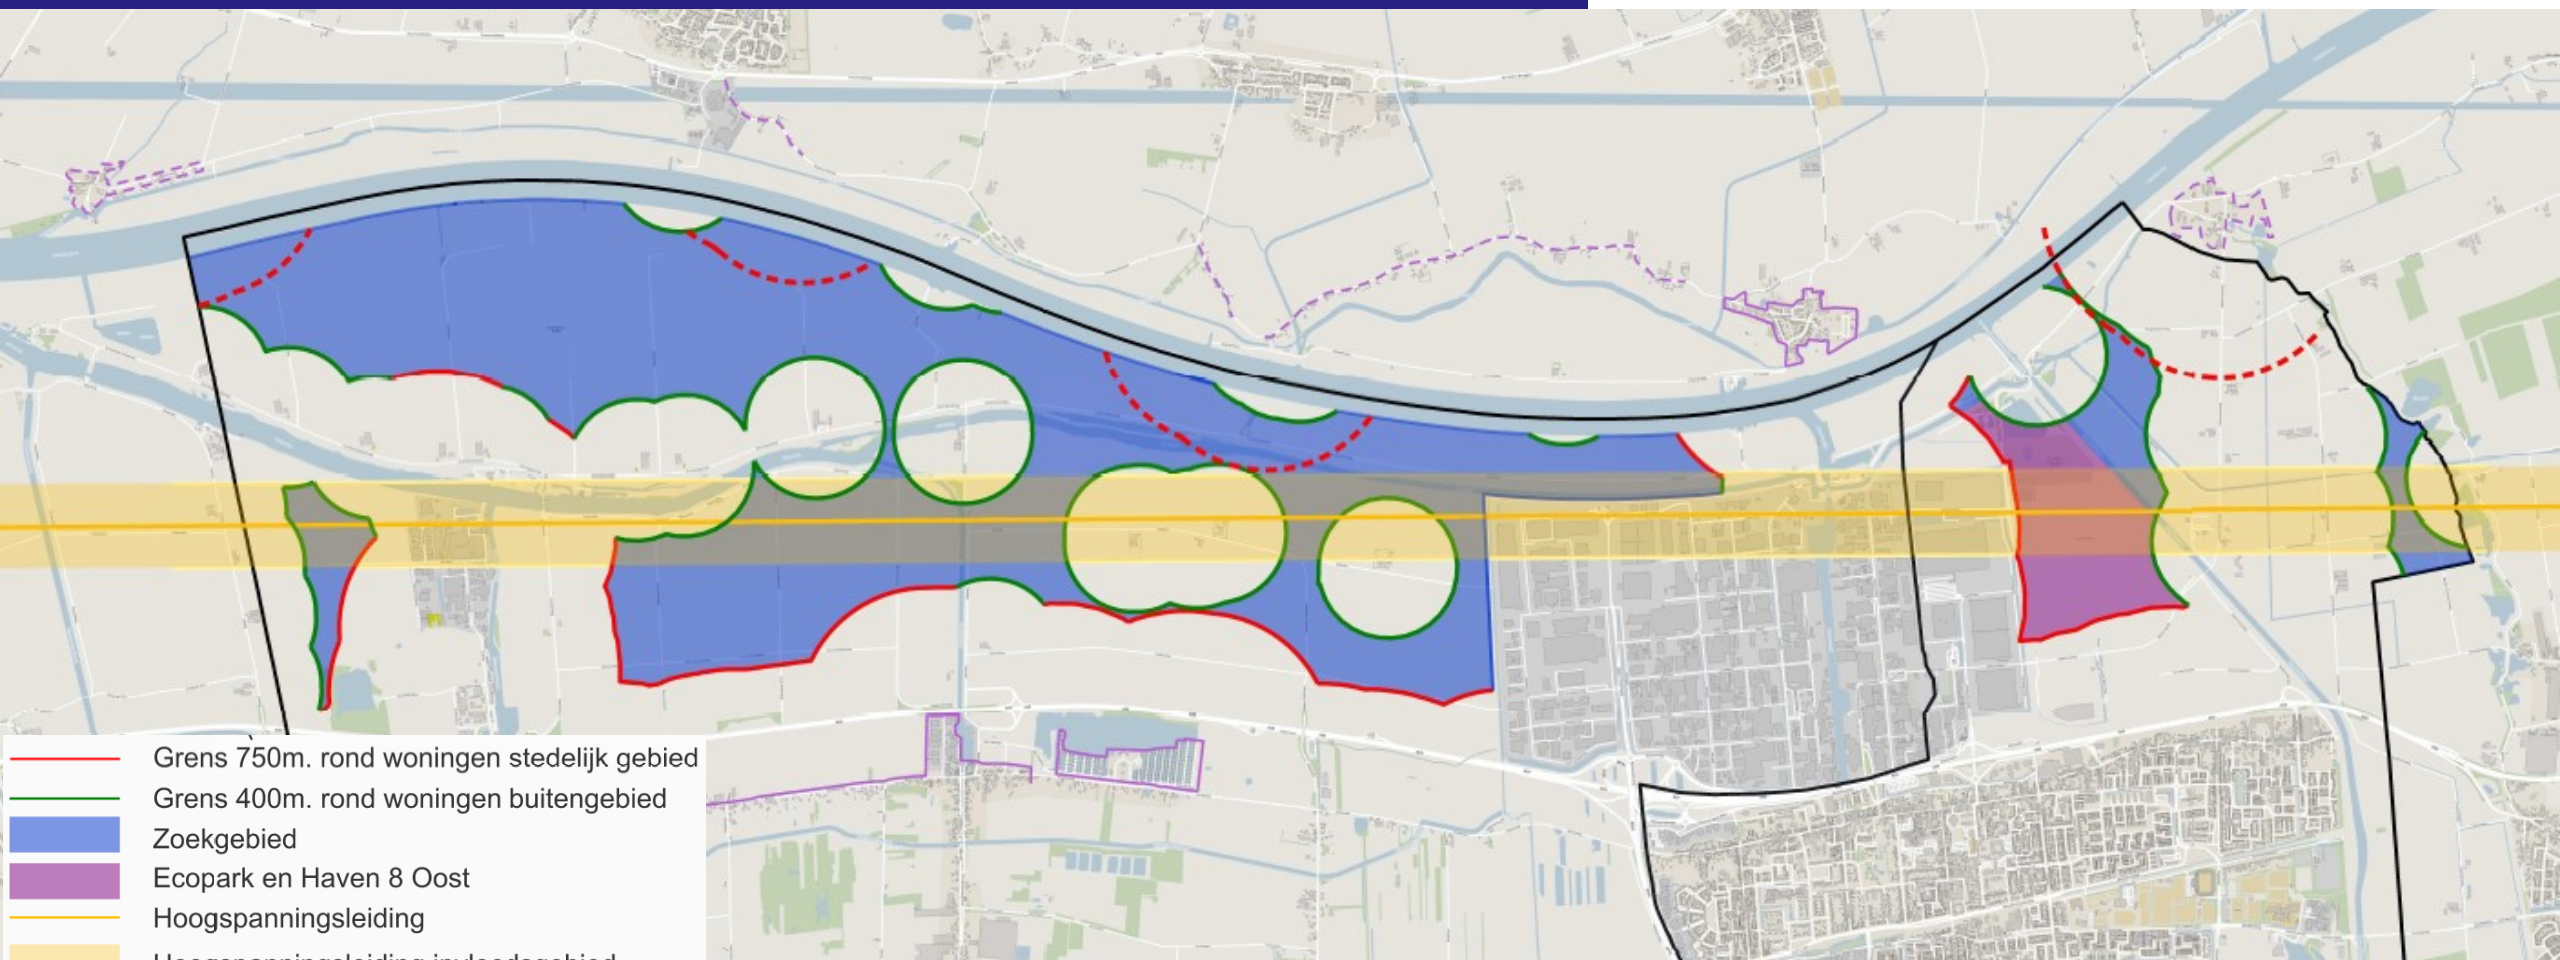 Grens 750m. rond woningen stedelijk gebied
Grens 400m. rond woningen buitengebied
Zoekgebied
Ecopark en Haven 8 Oost
Hoogspanningsleiding